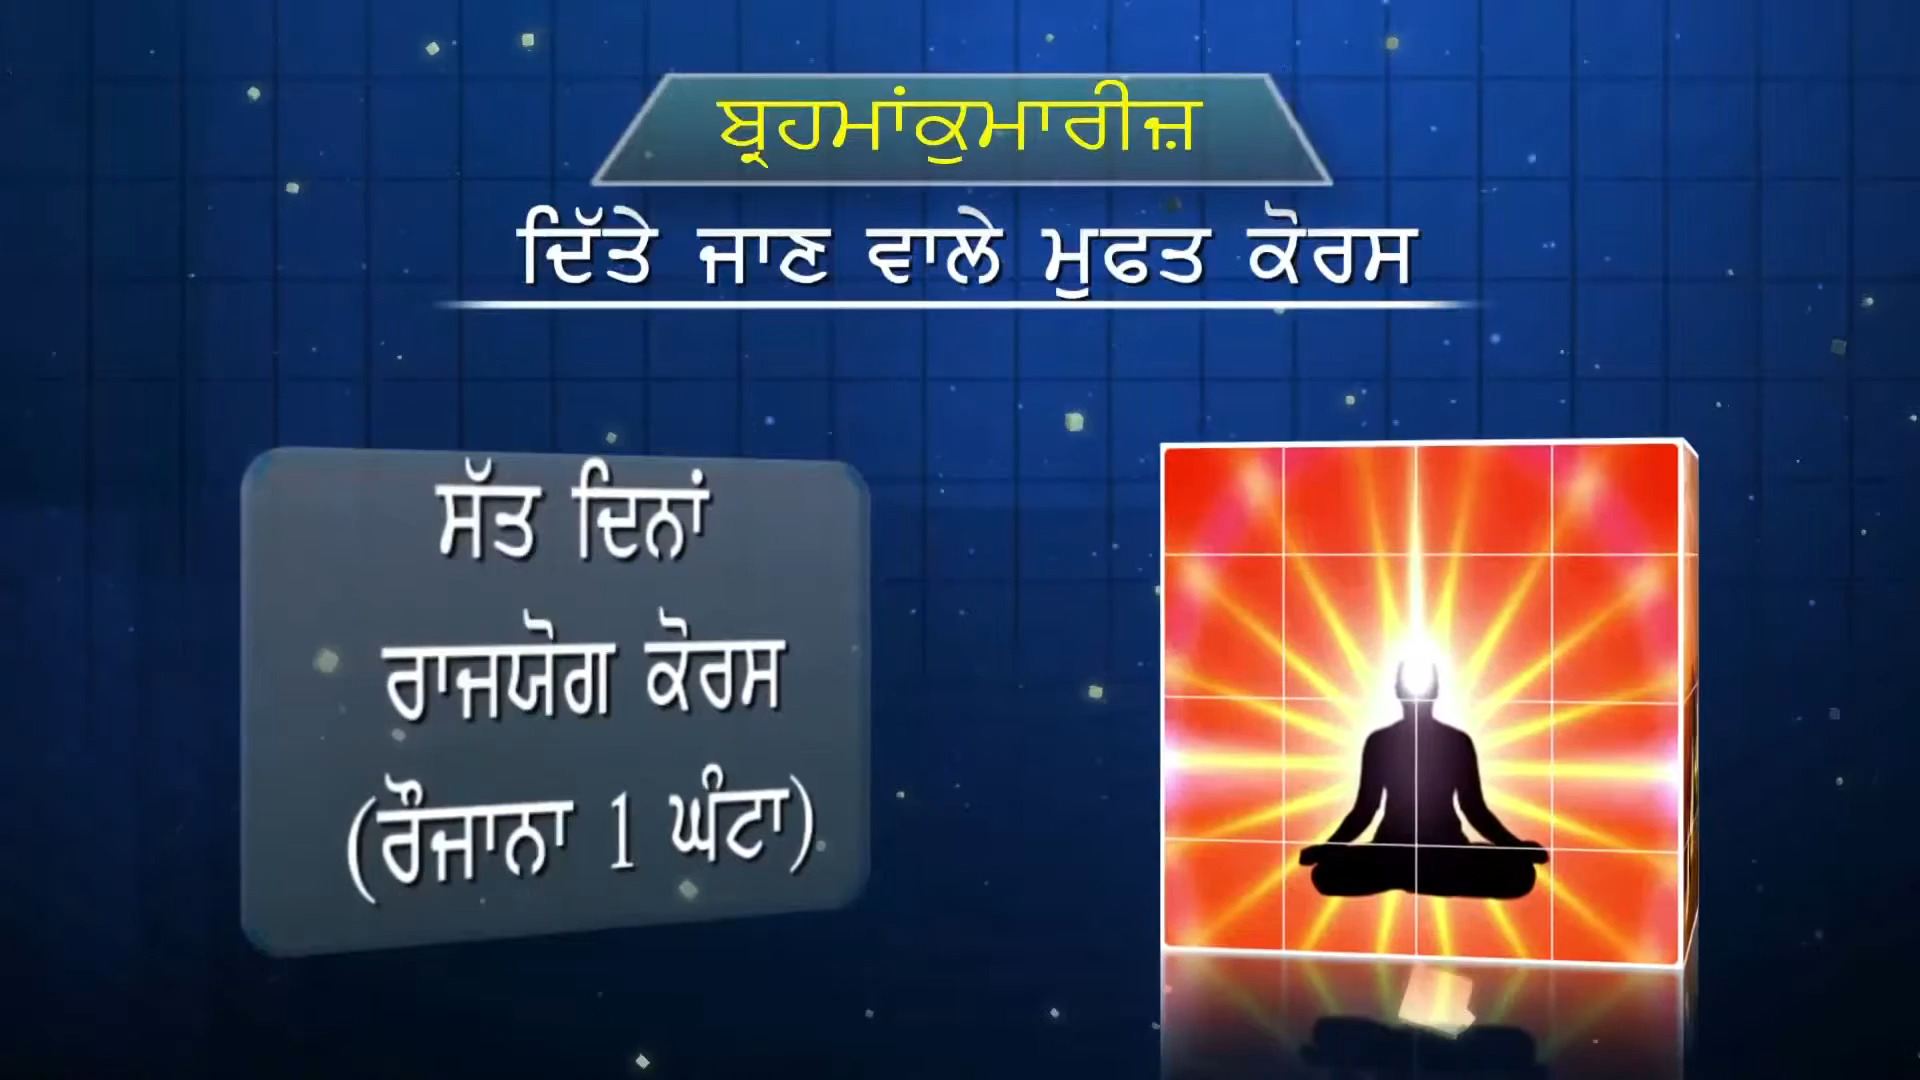 ਬ੍ਰਹਮਾਂਕੁਮਾਰੀਜ਼
ਦਿੱਤੇ ਜਾਣ ਵਾਲੇ ਮੁਫਤ ਕੋਰਸ
ਸੱਤ ਦਿਨਾਂ
ਰਾਜਯੋਗ ਕੋਰਸ
(ਰੌਜਾਨਾ 1 ਘੰਟਾ)